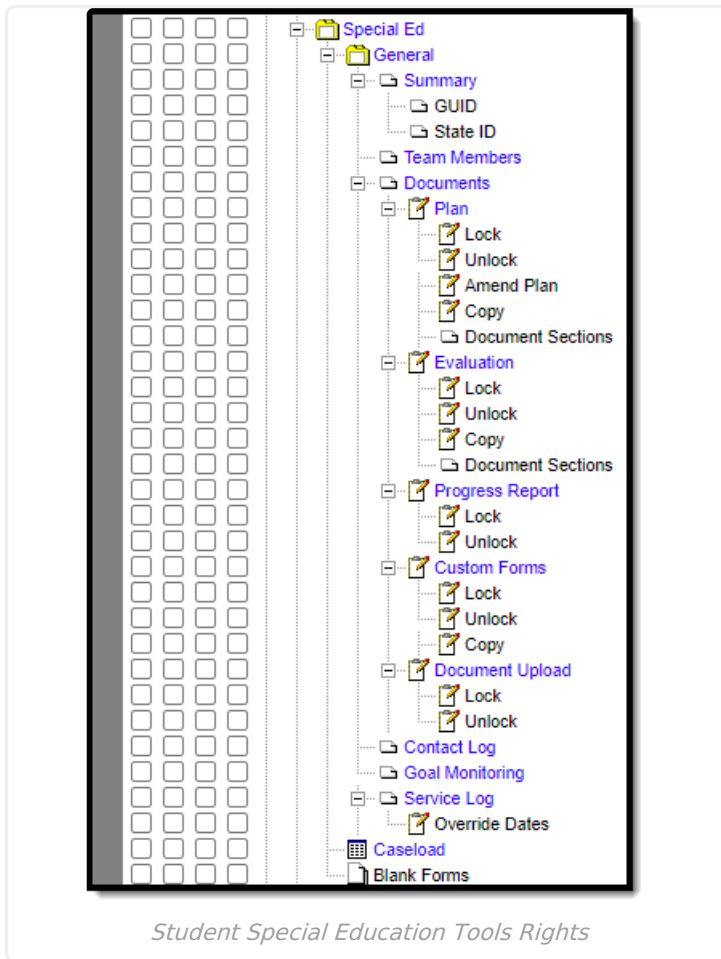 Special Ed
General
Summary
GUID
State ID
Team Members
Documents
Plan
Lock
Unlock
Amend Plan
Copy
Document Sections
Evaluation
Lock
Unlock
Copy
Document Sections
Progress Report
Lock
Unlock
Custom Forms
Lock
Unlock
Copy
Document Upload
Lock
Unlock
Contact Log
Goal Monitoring
Service Log
Override Dates
Caseload
Blank Forms
Student Special Education Tools Rights